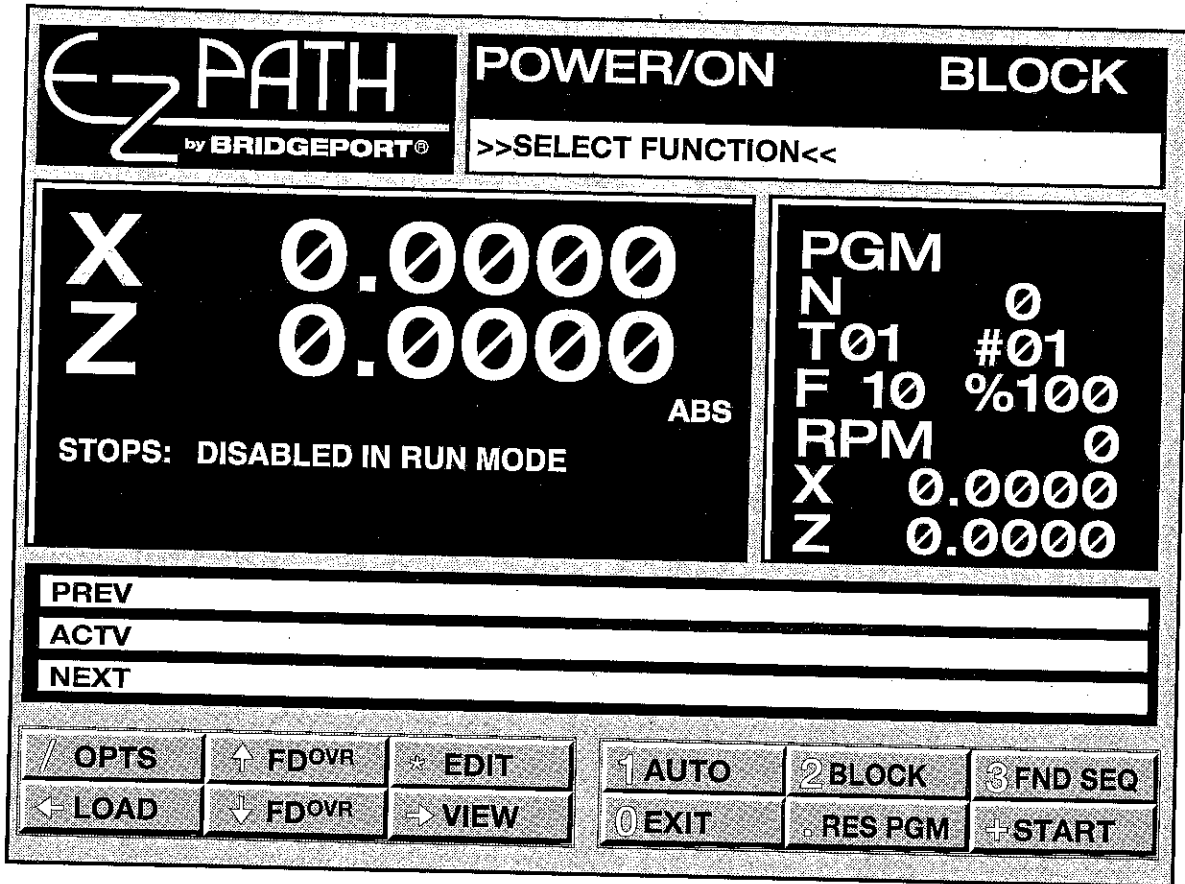 EZ PATH
by BRIDGEPORT®
POWER/ON BLOCK
>>SELECT FUNCTION<<
X 0.0000
Z 0.0000
ABS
STOPS: DISABLED IN RUN MODE
PGM
N 0
T01 #01
F 10 %100
RPM 0
X 0.0000
Z 0.0000
PREV
ACTV
NEXT
/ OPTS ↑ FDOVR * EDIT 1 AUTO 2 BLOCK 3 FND SEQ
← LOAD ↓ FDOVR → VIEW 0 EXIT . RES PGM + START